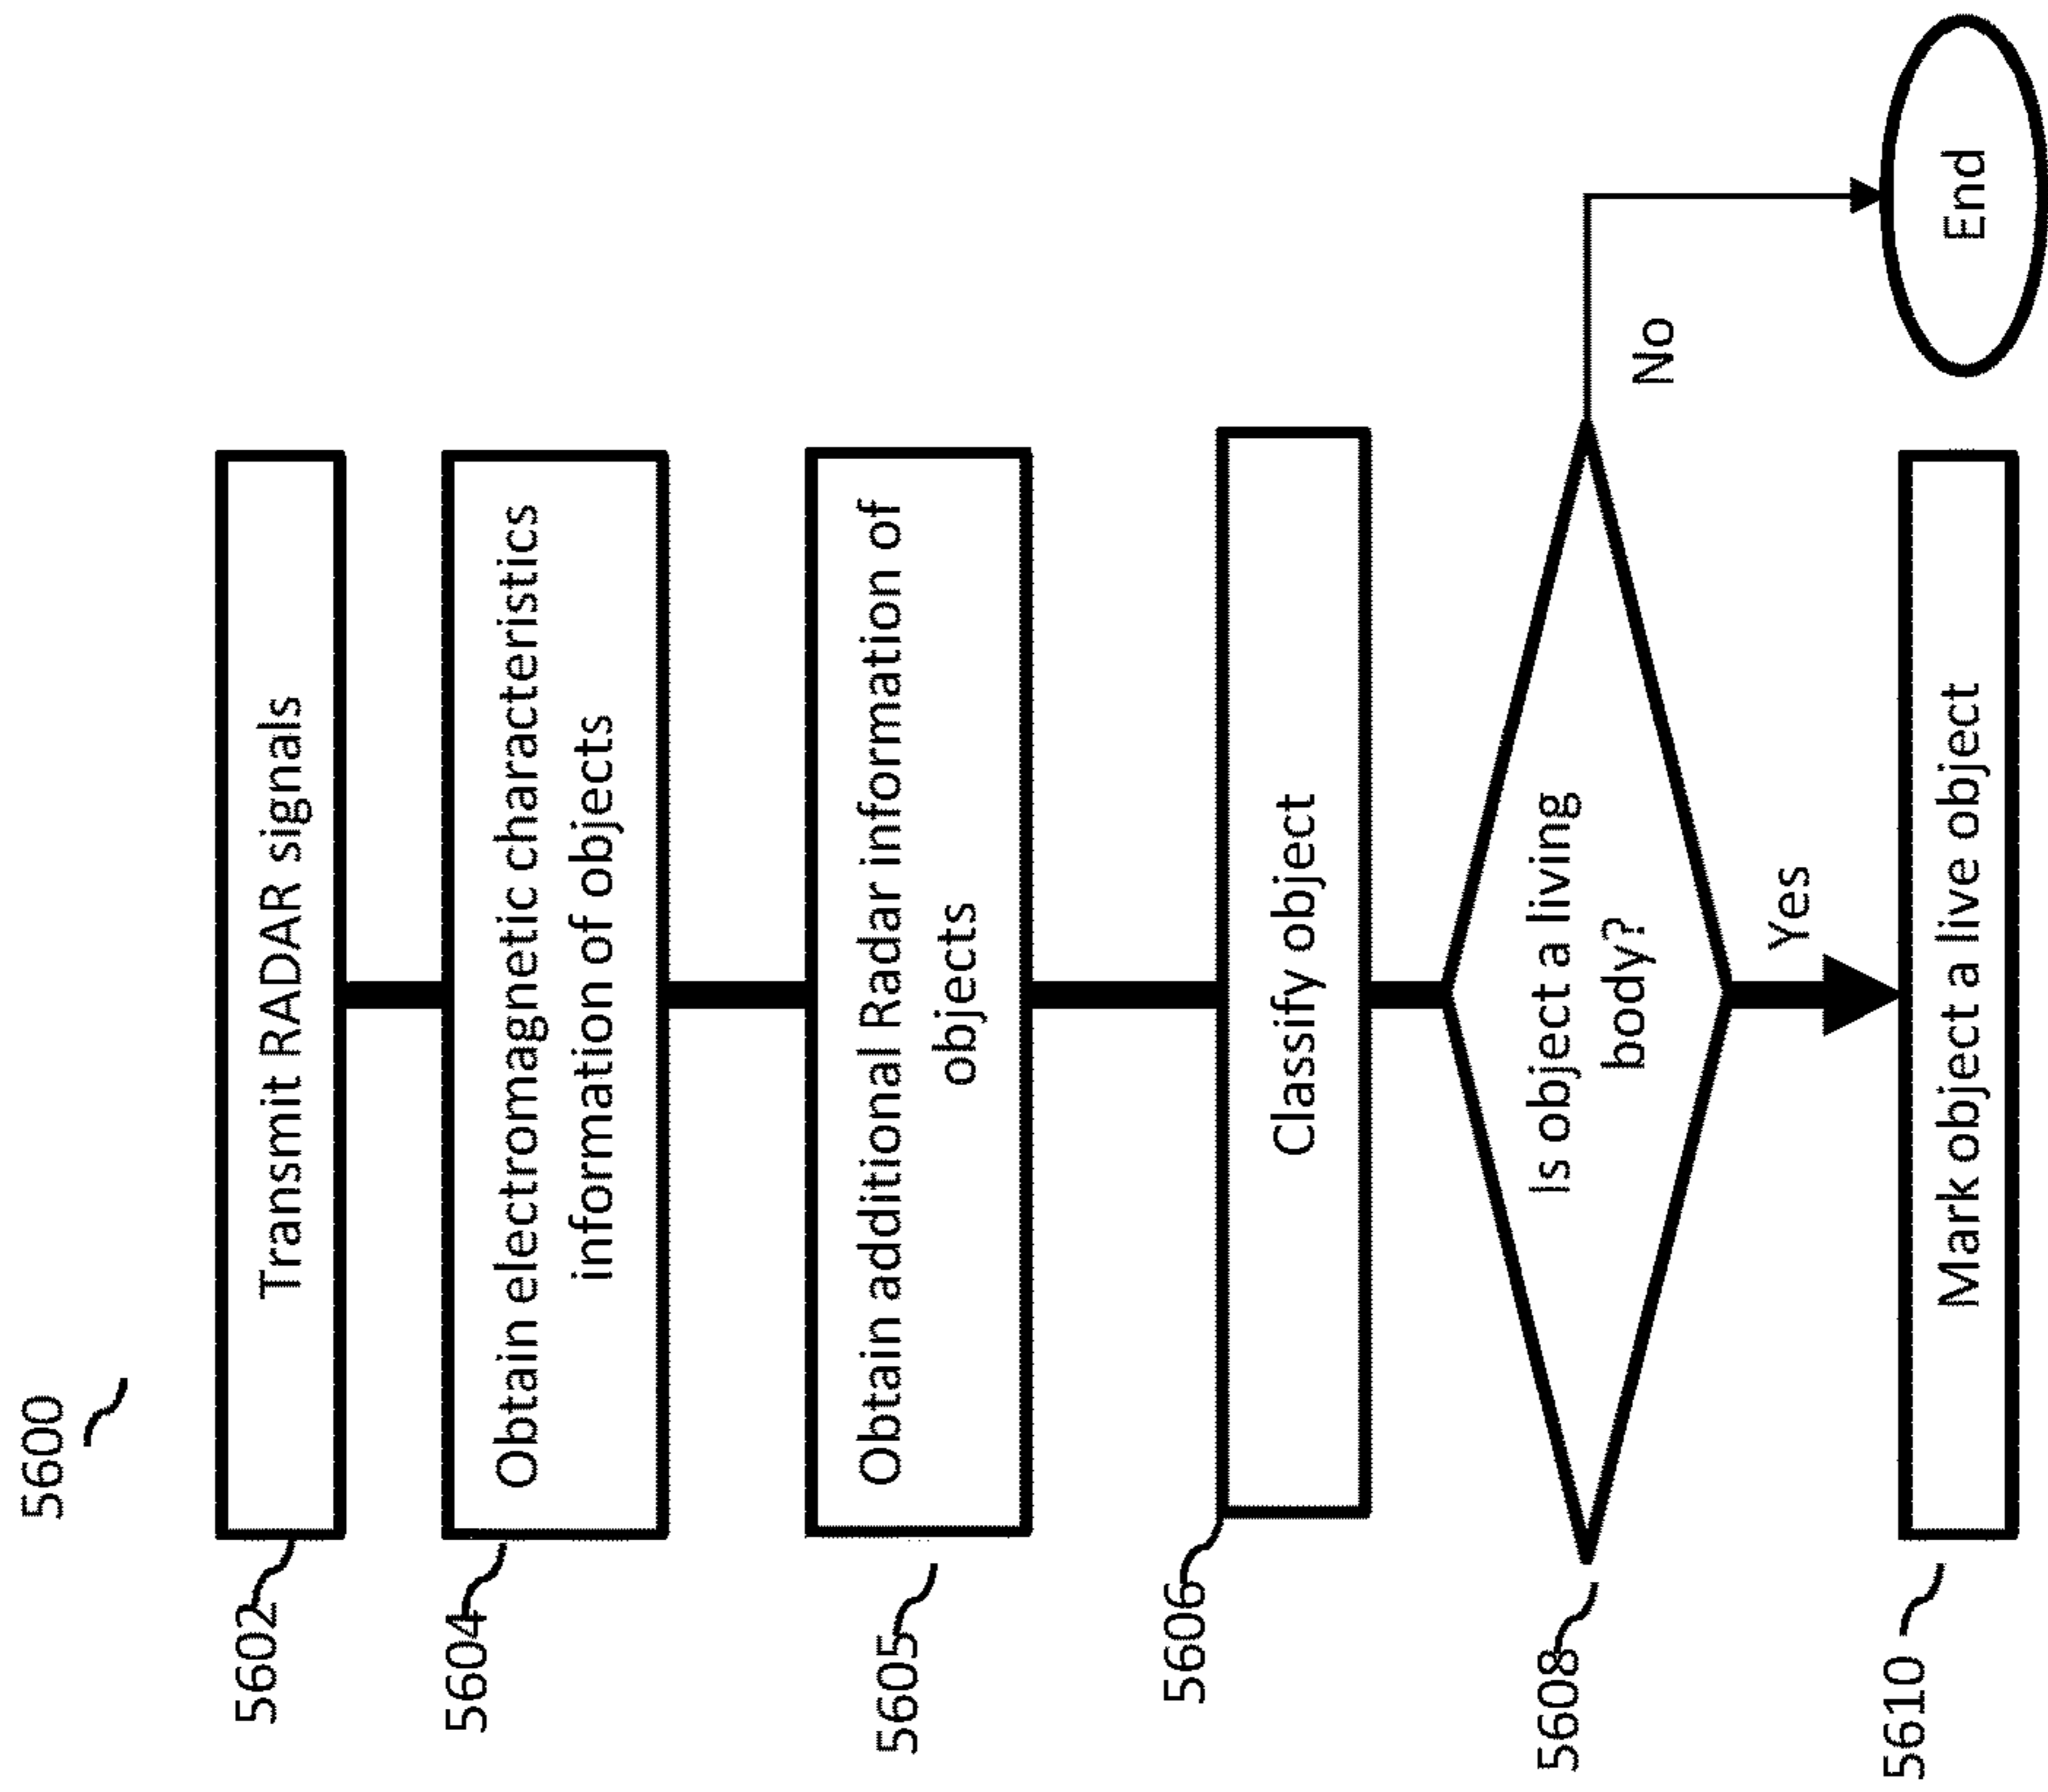 5600
5602
Transmit RADAR signals
5604
Obtain electromagnetic characteristics
information of objects
5605
Obtain additional Radar information of
objects
5606
Classify object
5608
Is object a living
body?
No
Yes
5610
Mark object a live object
End